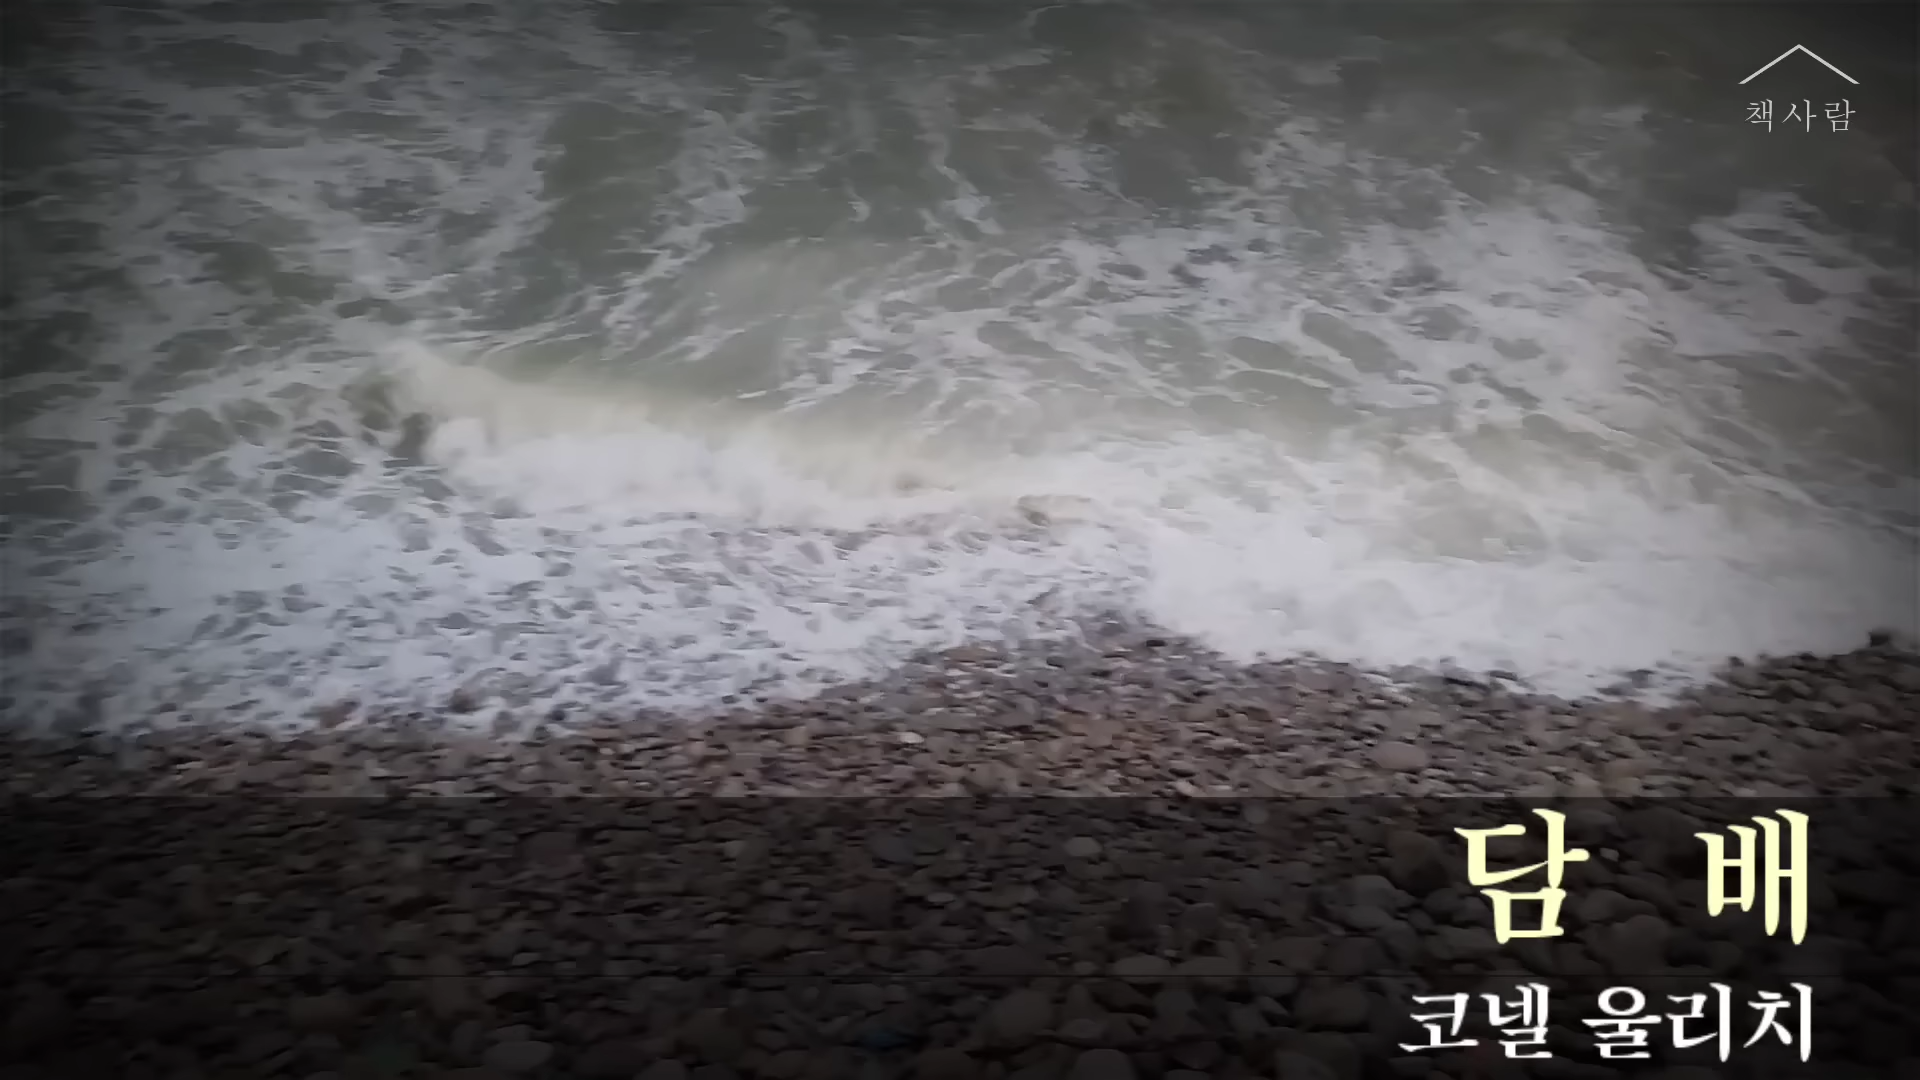 책사람
담 배
코넬 울리치